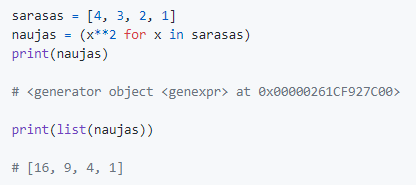 sarasas = [4, 3, 2, 1]
naujas = (x**2 for x in sarasas)
print(naujas)
# <generator object <genexpr> at 0x00000261CF927C00>
print(list(naujas))
# [16, 9, 4, 1]